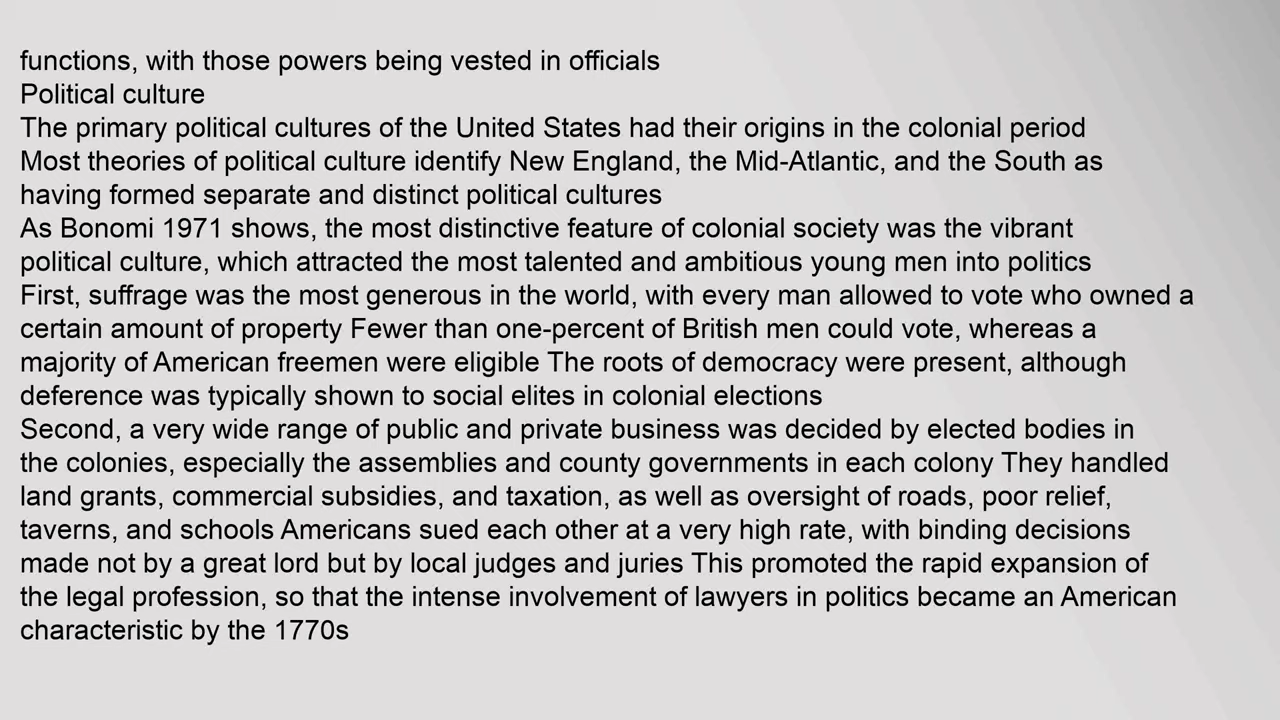 functions, with those powers being vested in officials
Political culture
The primary political cultures of the United States had their origins in the colonial period
Most theories of political culture identify New England, the Mid-Atlantic, and the South as
having formed separate and distinct political cultures
As Bonomi 1971 shows, the most distinctive feature of colonial society was the vibrant
political culture, which attracted the most talented and ambitious young men into politics
First, suffrage was the most generous in the world, with every man allowed to vote who owned a
certain amount of property Fewer than one-percent of British men could vote, whereas a
majority of American freemen were eligible The roots of democracy were present, although
deference was typically shown to social elites in colonial elections
Second, a very wide range of public and private business was decided by elected bodies in
the colonies, especially the assemblies and county governments in each colony They handled
land grants, commercial subsidies, and taxation, as well as oversight of roads, poor relief,
taverns, and schools Americans sued each other at a very high rate, with binding decisions
made not by a great lord but by local judges and juries This promoted the rapid expansion of
the legal profession, so that the intense involvement of lawyers in politics became an American
characteristic by the 1770s